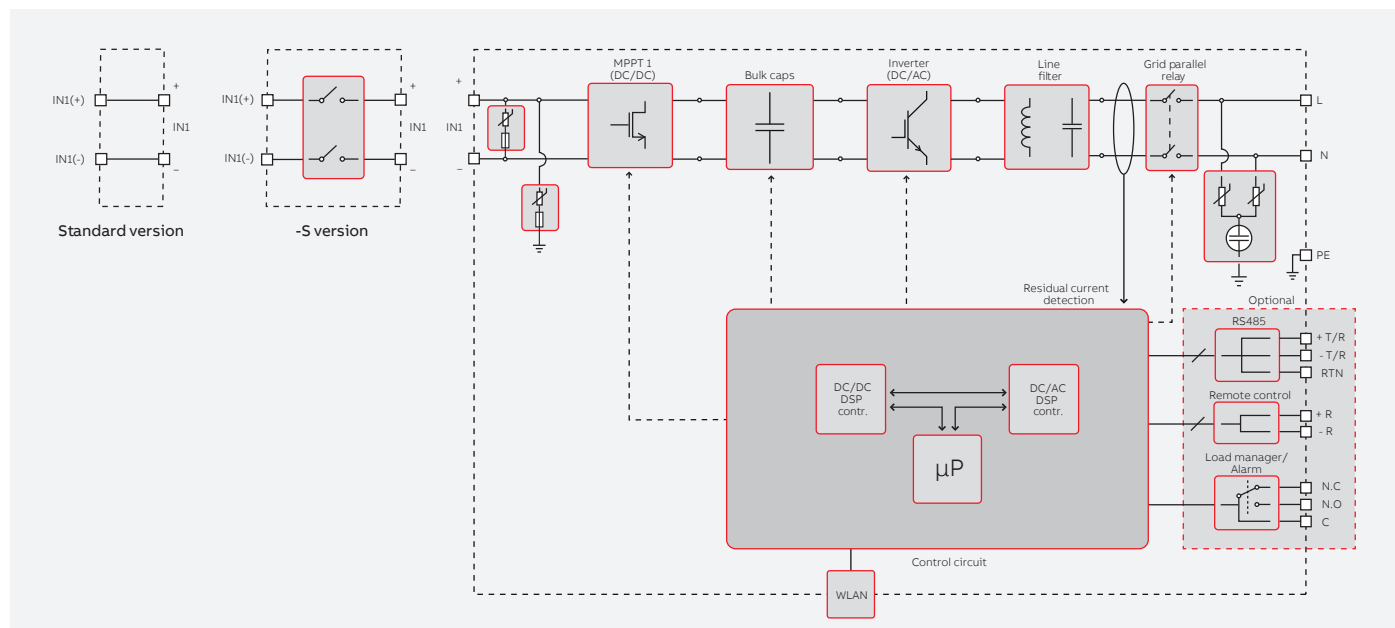 IN1(+)
+
IN1
IN1(-)
–
Standard version
IN1(+)
+
IN1
IN1(-)
–
-S version
+
IN1
–
MPPT 1
(DC/DC)
Bulk caps
Inverter
(DC/AC)
Line
filter
Grid parallel
relay
L
N
PE
Residual current
detection
Optional
RS485
+ T/R
- T/R
RTN
Remote control
+ R
- R
Load manager/
Alarm
N.C
N.O
C
DC/DC
DSP
contr.
DC/AC
DSP
contr.
µP
Control circuit
WLAN